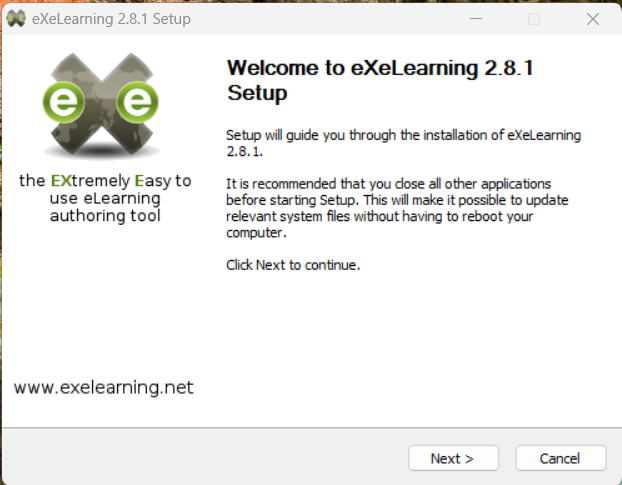 eXeLearning 2.8.1 Setup
e e
the EXtremely Easy to
use eLearning
authoring tool
www.exelearning.net
Welcome to eXeLearning 2.8.1
Setup
Setup will guide you through the installation of eXeLearning
2.8.1.
It is recommended that you close all other applications
before starting Setup. This will make it possible to update
relevant system files without having to reboot your
computer.
Click Next to continue.
Next > Cancel